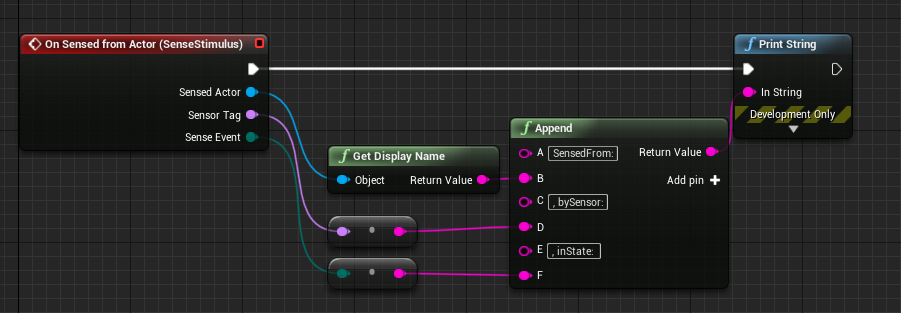 On Sensed from Actor (SenseStimulus)
Sensed Actor
Sensor Tag
Sense Event
Get Display Name
Object Return Value
Append
A SensedFrom: Return Value
B Add pin
C , bySensor:
D
E , inState:
F
Print String
In String
Development Only